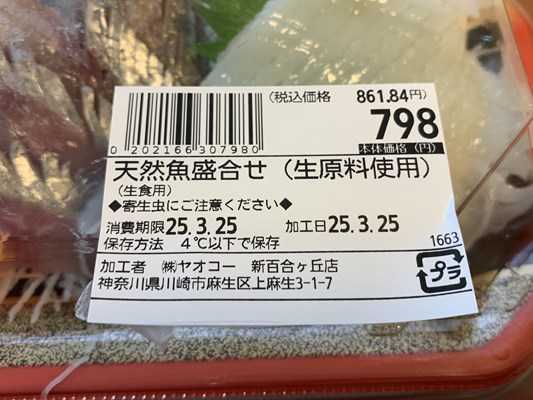 (税込価格 861.84円)
798
本体価格(円)
0 202166 307980
天然魚盛合せ(生原料使用)
(生食用)
◆寄生虫にご注意ください◆
消費期限25.3.25 加工日25.3.25
保存方法 4℃以下で保存
1663
加工者 ㈱ヤオコー 新百合ヶ丘店
神奈川県川崎市麻生区上麻生3-1-7
プラ